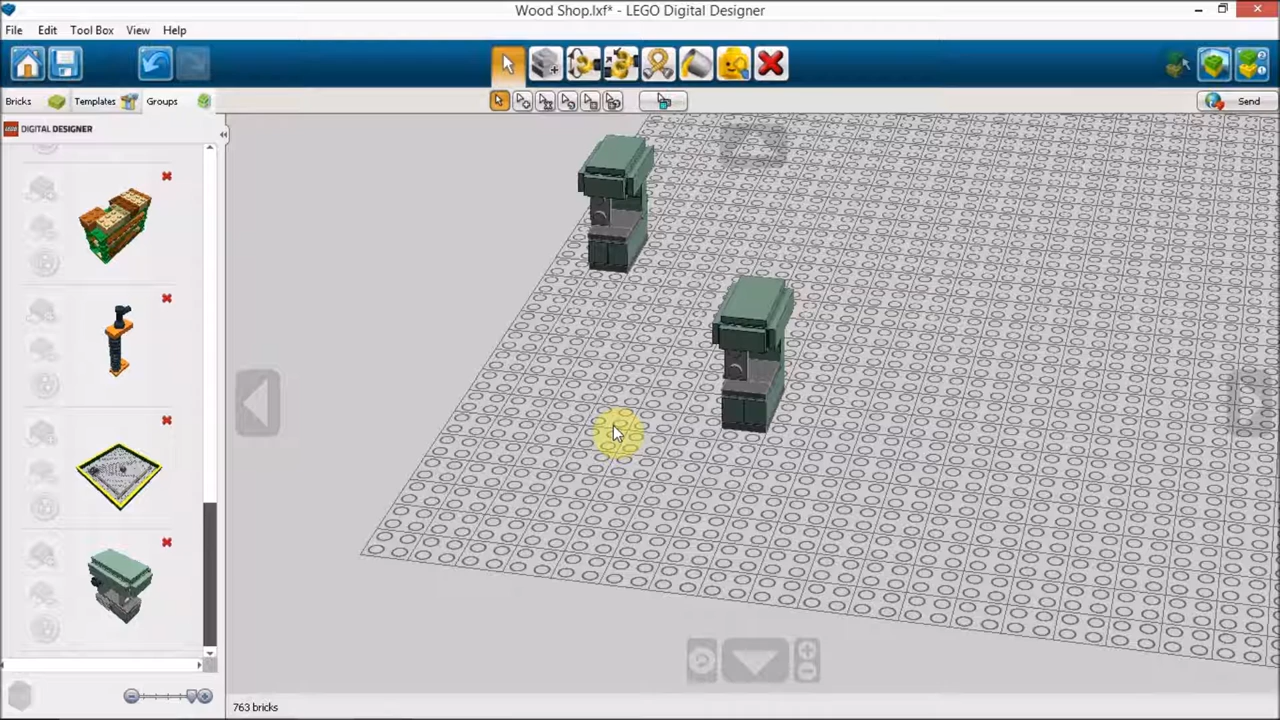 Wood Shop.lxf* - LEGO Digital Designer
File Edit Tool Box View Help
Bricks Templates Groups
Send
LEGO DIGITAL DESIGNER
763 bricks